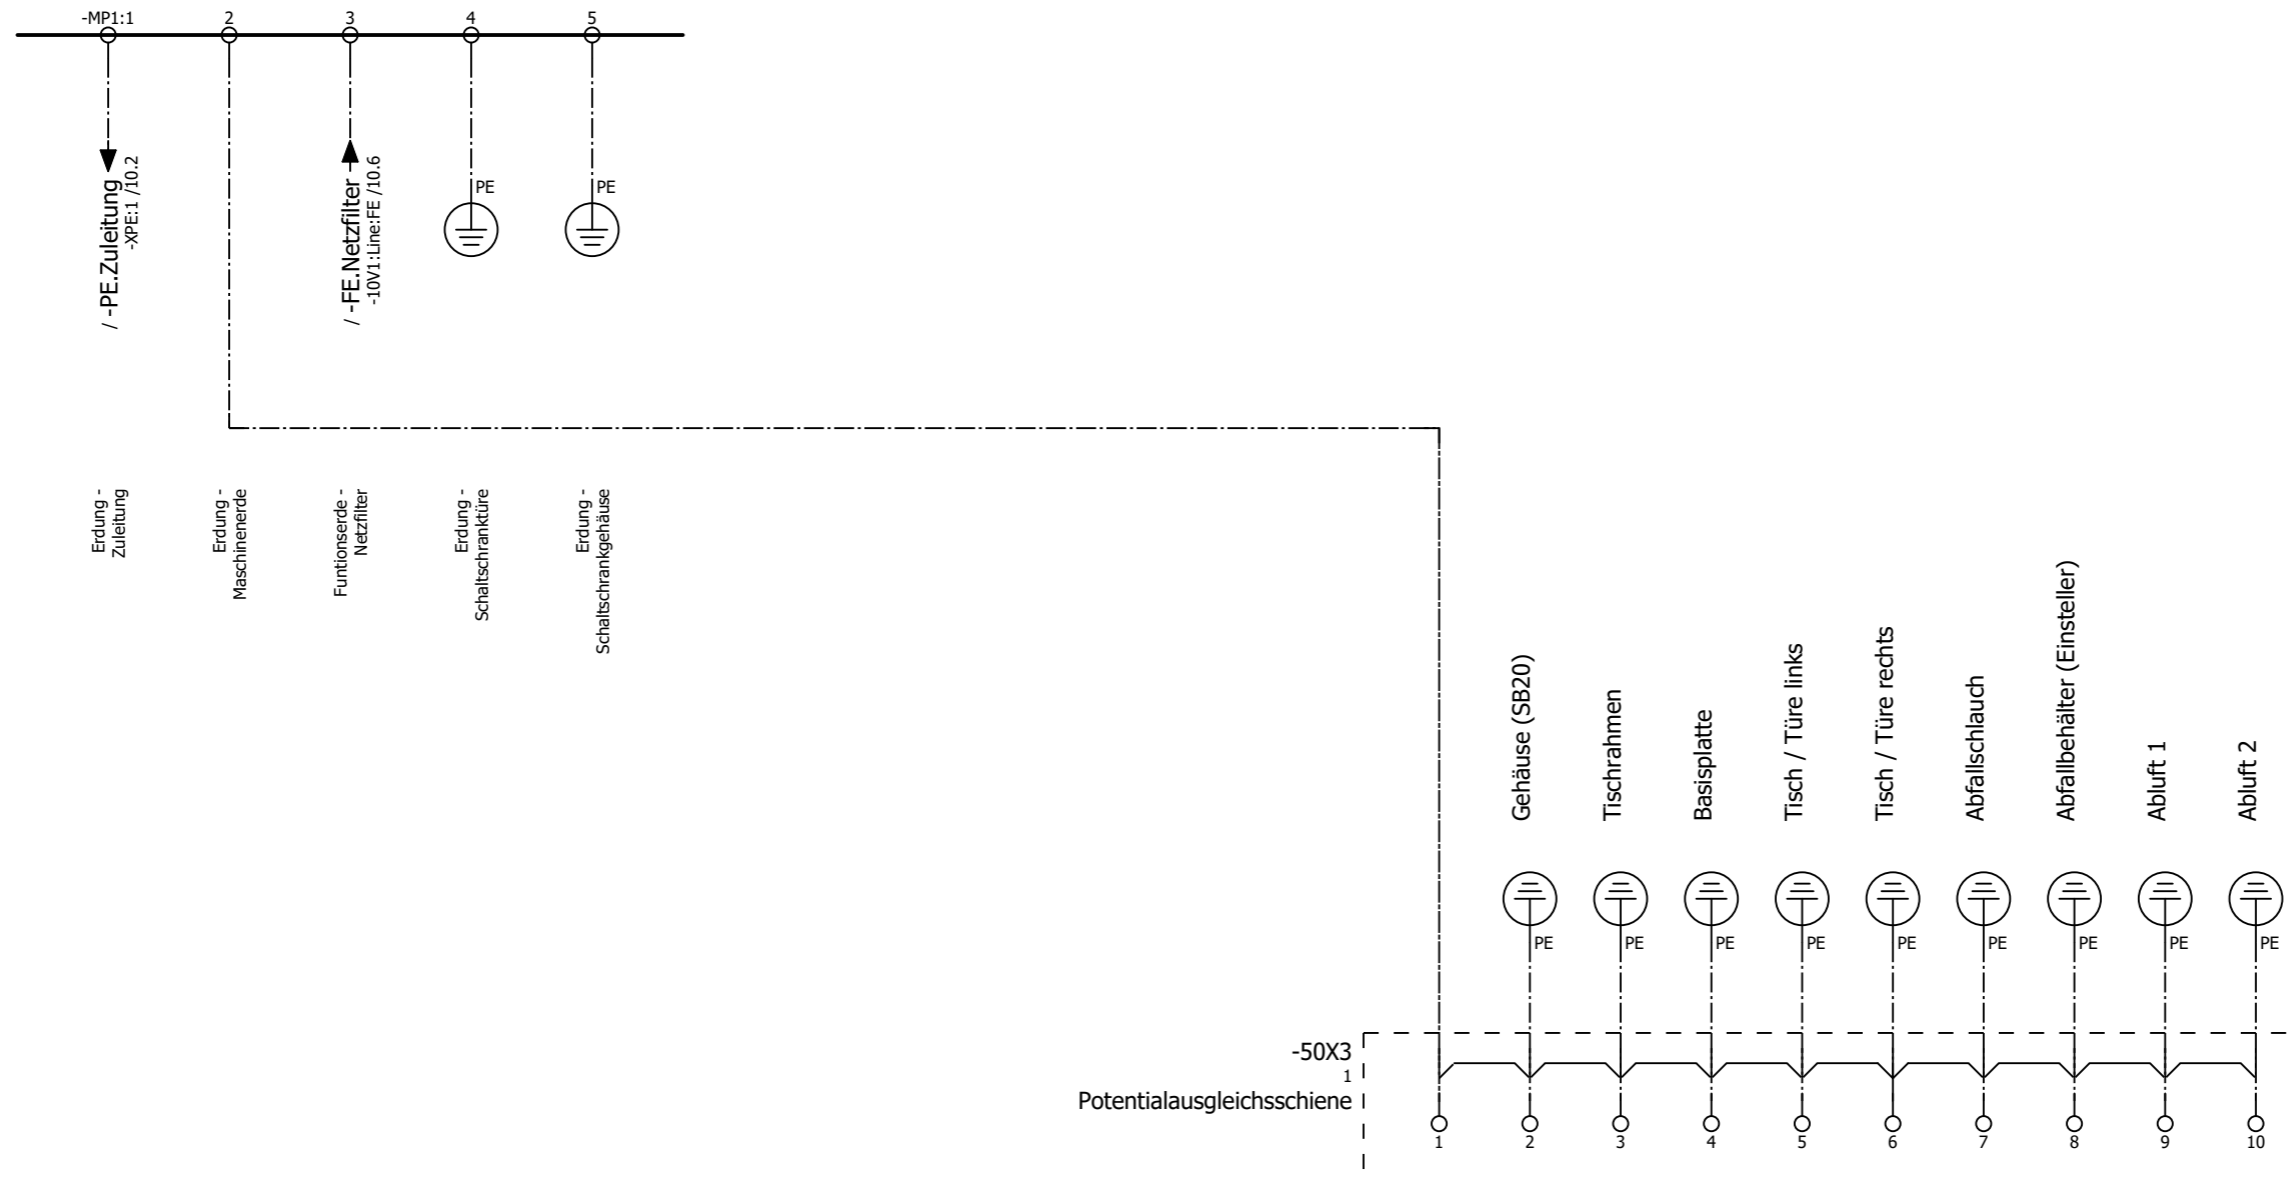 -MP1:1
2
3
4
5
/ -PE.Zuleitung
-XPE:1 /10.2
/ -FE.Netzfilter
-10V1:Line:FE /10.6
PE
PE
Erdung -
Zuleitung
Erdung -
Maschinenerde
Funtionserde -
Netzfilter
Erdung -
Schaltschranktüre
Erdung -
Schaltschrankgehäuse
Gehäuse (SB20)
Tischrahmen
Basisplatte
Tisch / Türe links
Tisch / Türe rechts
Abfallschlauch
Abfallbehälter (Einsteller)
Abluft 1
Abluft 2
PE
PE
PE
PE
PE
PE
PE
PE
PE
-50X3
1
Potentialausgleichsschiene
1
2
3
4
5
6
7
8
9
10